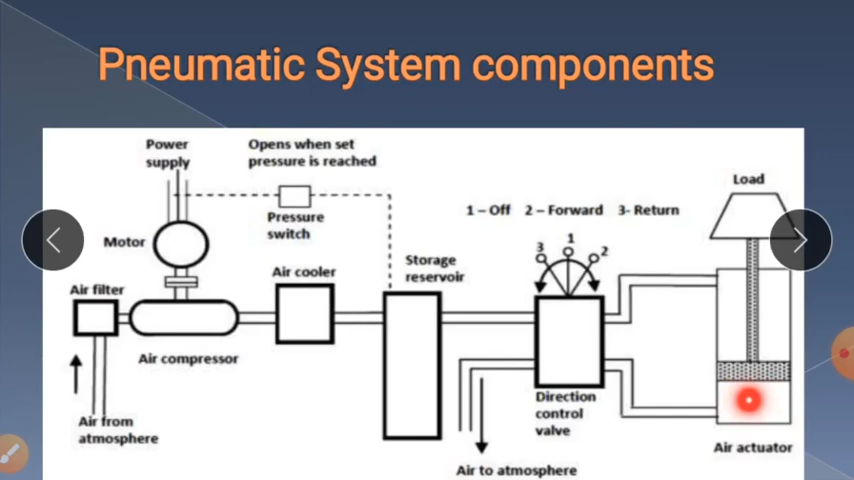 Pneumatic System components
Power
supply
Opens when set
pressure is reached
Load
1 – Off 2 – Forward 3- Return
Pressure
switch
Motor
3
1
2
Storage
reservoir
Air cooler
Air filter
Air compressor
Direction
control
valve
Air from
atmosphere
Air actuator
Air to atmosphere